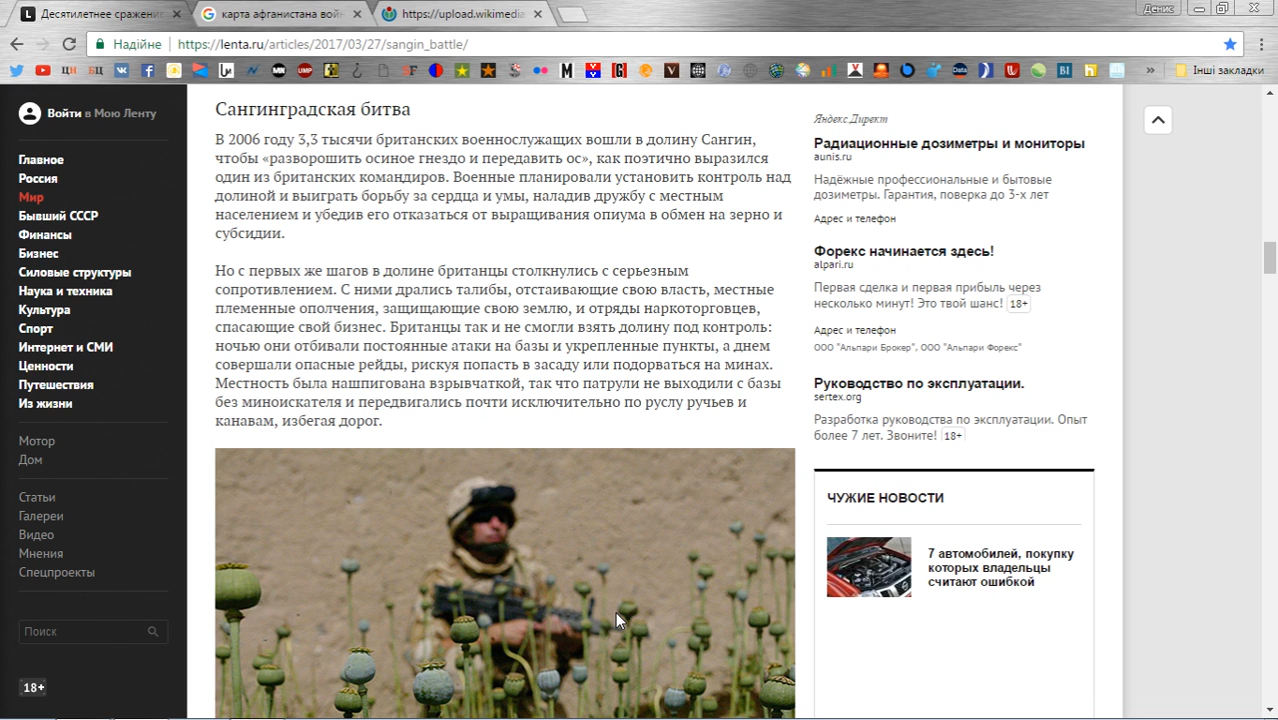 Десятилетнее сражение
карта афганистана войн
https://upload.wikimedia
Денис
Надійне
https://lenta.ru/articles/2017/03/27/sangin_battle/
Інші закладки
Войти в Мою Ленту
Главное
Россия
Мир
Бывший СССР
Финансы
Бизнес
Силовые структуры
Наука и техника
Культура
Спорт
Интернет и СМИ
Ценности
Путешествия
Из жизни
Мотор
Дом
Статьи
Галереи
Видео
Мнения
Спецпроекты
Поиск
18+
Сангинградская битва
В 2006 году 3,3 тысячи британских военнослужащих вошли в долину Сангин,
чтобы «разворошить осиное гнездо и передавить ос», как поэтично выразился
один из британских командиров. Военные планировали установить контроль над
долиной и выиграть борьбу за сердца и умы, наладив дружбу с местным
населением и убедив его отказаться от выращивания опиума в обмен на зерно и
субсидии.
Но с первых же шагов в долине британцы столкнулись с серьезным
сопротивлением. С ними дрались талибы, отстаивающие свою власть, местные
племенные ополчения, защищающие свою землю, и отряды наркоторговцев,
спасающие свой бизнес. Британцы так и не смогли взять долину под контроль:
ночью они отбивали постоянные атаки на базы и укрепленные пункты, а днем
совершали опасные рейды, рискуя попасть в засаду или подорваться на минах.
Местность была нашпигована взрывчаткой, так что патрули не выходили с базы
без миноискателя и передвигались почти исключительно по руслу ручьев и
канавам, избегая дорог.
Яндекс.Директ
Радиационные дозиметры и мониторы
aunis.ru
Надёжные профессиональные и бытовые
дозиметры. Гарантия, поверка до 3-х лет
Адрес и телефон
Форекс начинается здесь!
alpari.ru
Первая сделка и первая прибыль через
несколько минут! Это твой шанс! 18+
Адрес и телефон
ООО "Альпари Брокер", ООО "Альпари Форекс"
Руководство по эксплуатации.
sertex.org
Разработка руководства по эксплуатации. Опыт
более 7 лет. Звоните! 18+
ЧУЖИЕ НОВОСТИ
7 автомобилей, покупку
которых владельцы
считают ошибкой